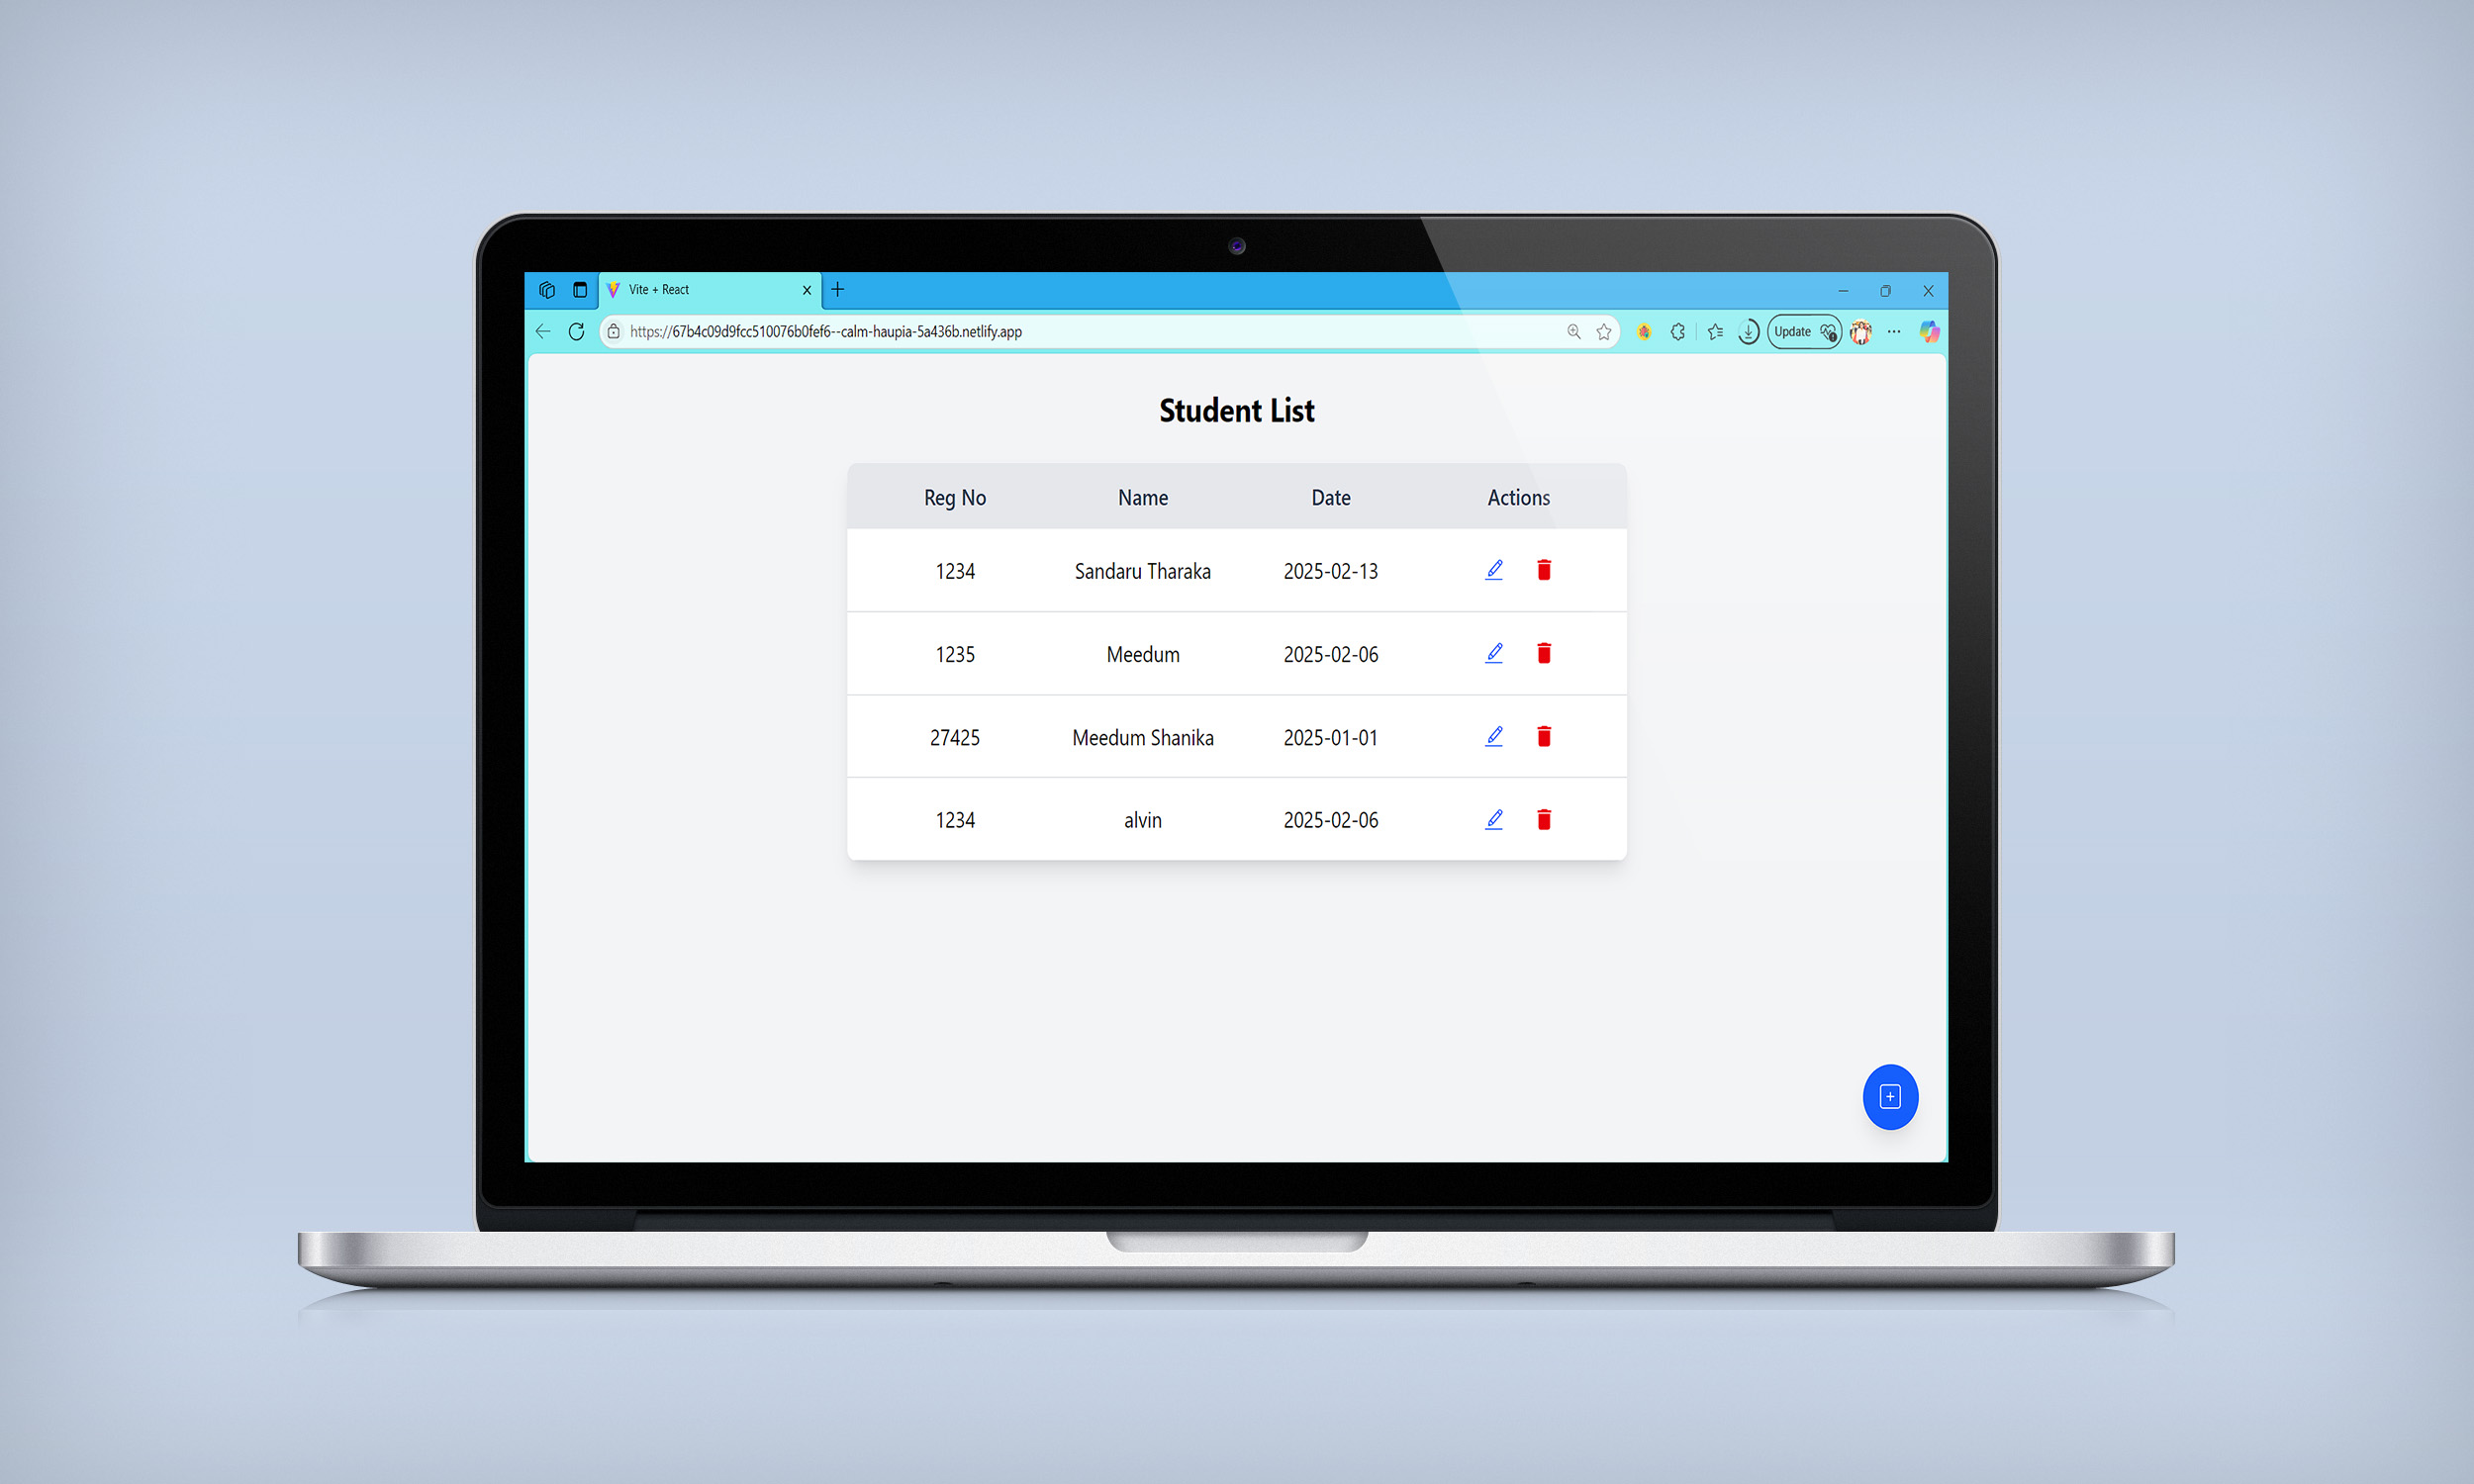 Vite + React
https://67b4c09d9fcc510076b0fef6--calm-haupia-5a436b.netlify.app Update
Student List
Reg No Name Date Actions
1234 Sandaru Tharaka 2025-02-13
1235 Meedum 2025-02-06
27425 Meedum Shanika 2025-01-01
1234 alvin 2025-02-06